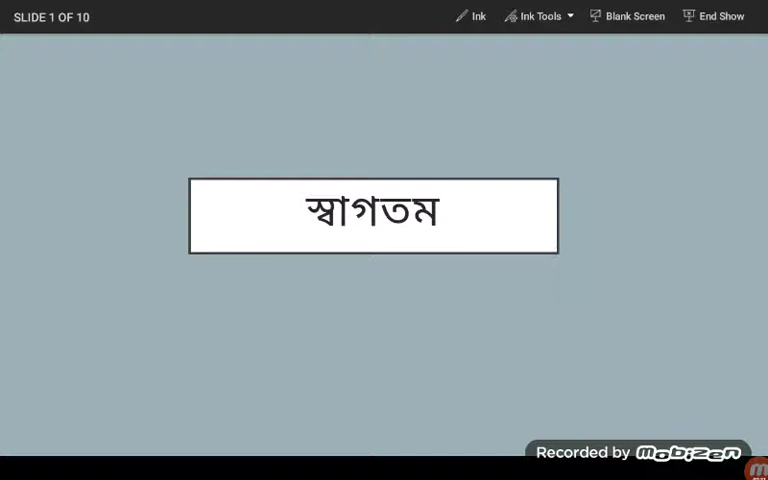 SLIDE 1 OF 10 Ink Ink Tools Blank Screen End Show
স্বাগতম
Recorded by MOBIZEN